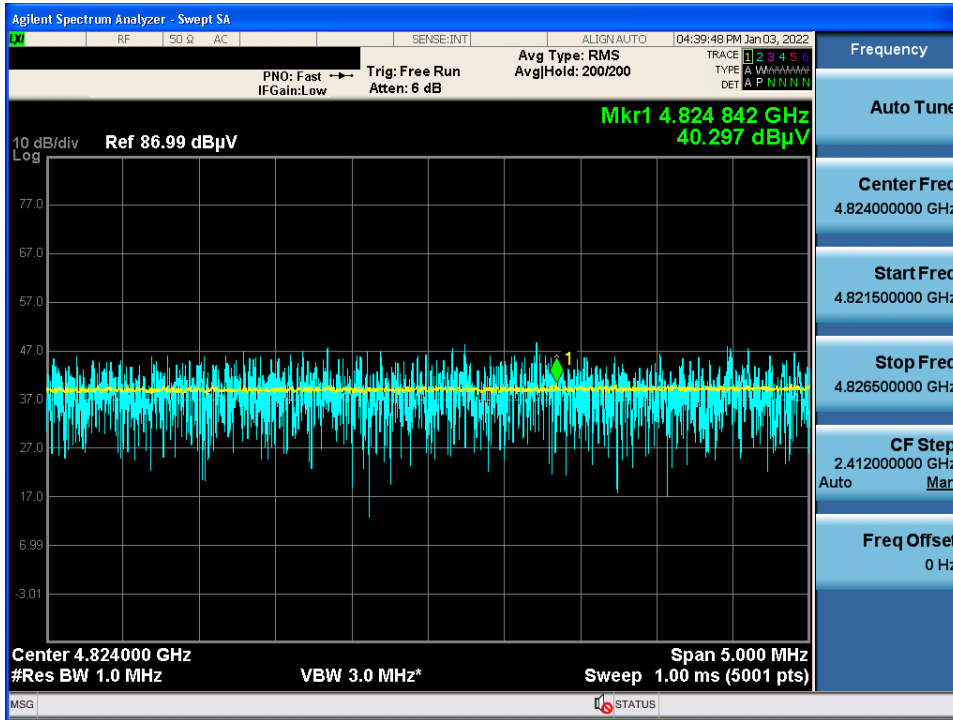 Agilent Spectrum Analyzer - Swept SA
LXI RF 50 Ω AC SENSE:INT ALIGN AUTO 04:39:48 PM Jan 03, 2022
PNO: Fast
IFGain:Low
Trig: Free Run
Atten: 6 dB
Avg Type: RMS
Avg|Hold: 200/200
TRACE 1 2 3 4 5 6
TYPE A
DET A P N N N N
Mkr1 4.824 842 GHz
40.297 dBµV
10 dB/div
Log
Ref 86.99 dBµV
77.0
67.0
57.0
47.0
37.0
27.0
17.0
6.99
-3.01
1
Center 4.824000 GHz
#Res BW 1.0 MHz
VBW 3.0 MHz*
Span 5.000 MHz
Sweep 1.00 ms (5001 pts)
MSG
STATUS
Frequency
Auto Tune
Center Freq
4.824000000 GHz
Start Freq
4.821500000 GHz
Stop Freq
4.826500000 GHz
CF Step
2.412000000 GHz
Auto Man
Freq Offset
0 Hz